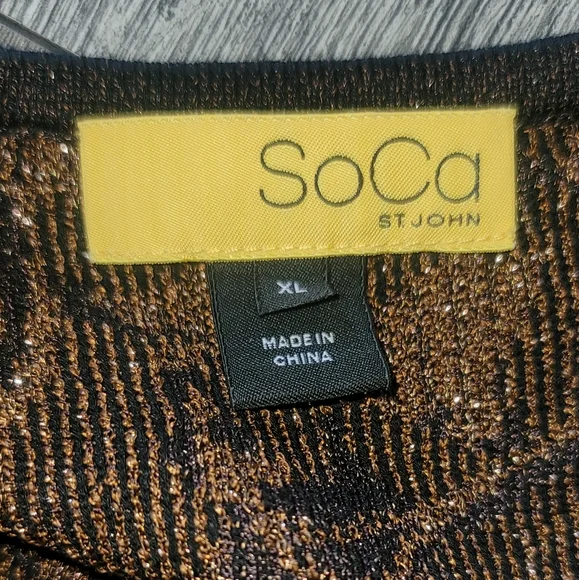 SoCa
ST. JOHN
XL
MADE IN
CHINA